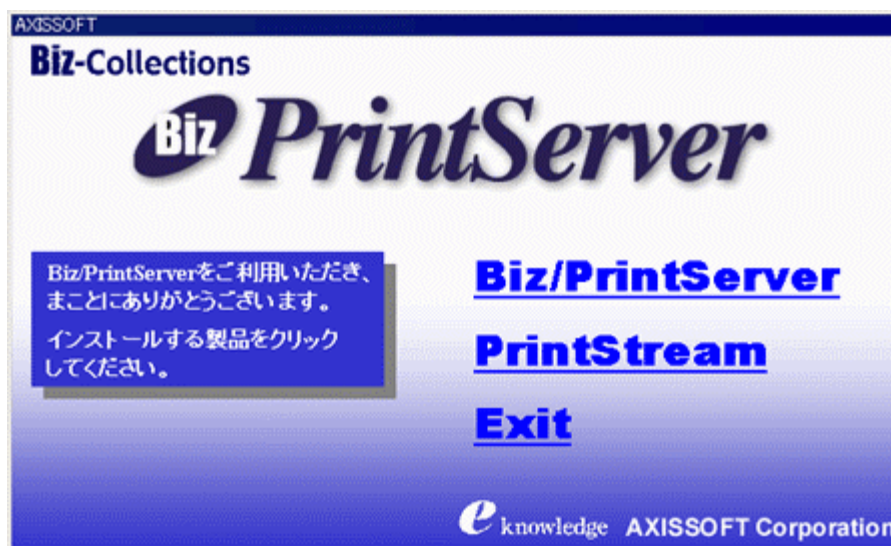 AXISSOFT
Biz-Collections
Biz PrintServer
Biz/PrintServerをご利用いただき、
まことにありがとうございます。
インストールする製品をクリック
してください。
Biz/PrintServer
PrintStream
Exit
e knowledge AXISSOFT Corporation